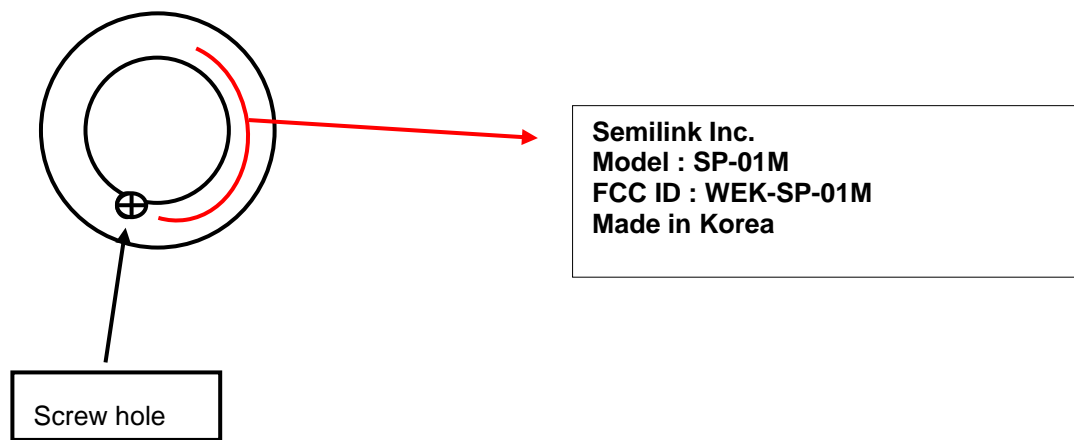 Semilink Inc.
Model : SP-01M
FCC ID : WEK-SP-01M
Made in Korea
Screw hole